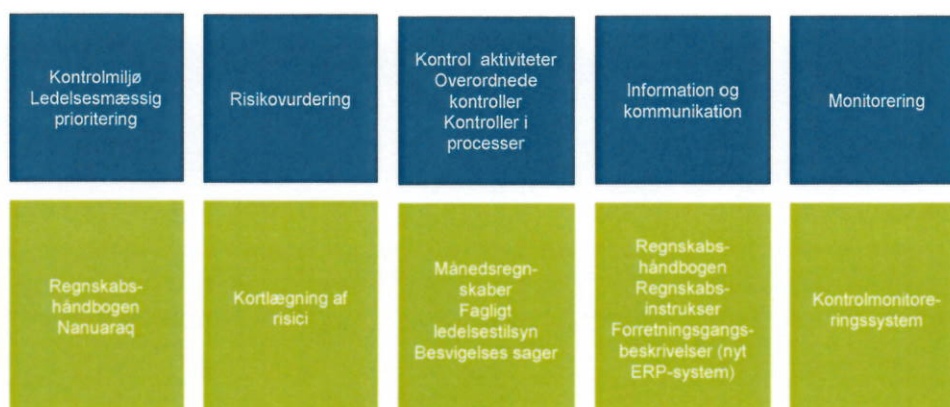 Kontrolmiljø
Ledelsesmæssig
prioritering
Risikovurdering
Kontrol aktiviteter
Overordnede
kontroller
Kontroller i
processer
Information og
kommunikation
Monitorering
Regnskabs-
håndbogen
Nanuaraq
Kortlægning af
risici
Månedsregn-
skaber
Fagligt
ledelsestilsyn
Besvigelses sager
Regnskabs-
håndbogen
Regnskabs-
instrukser
Forretningsgangs-
beskrivelser (nyt
ERP-system)
Kontrolmonitore-
ringssystem